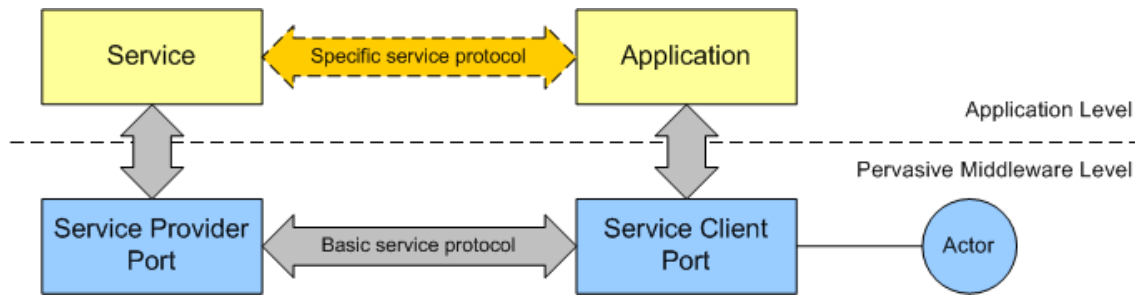 Service
Specific service protocol
Application
Application Level
Pervasive Middleware Level
Service Provider
Port
Basic service protocol
Service Client
Port
Actor